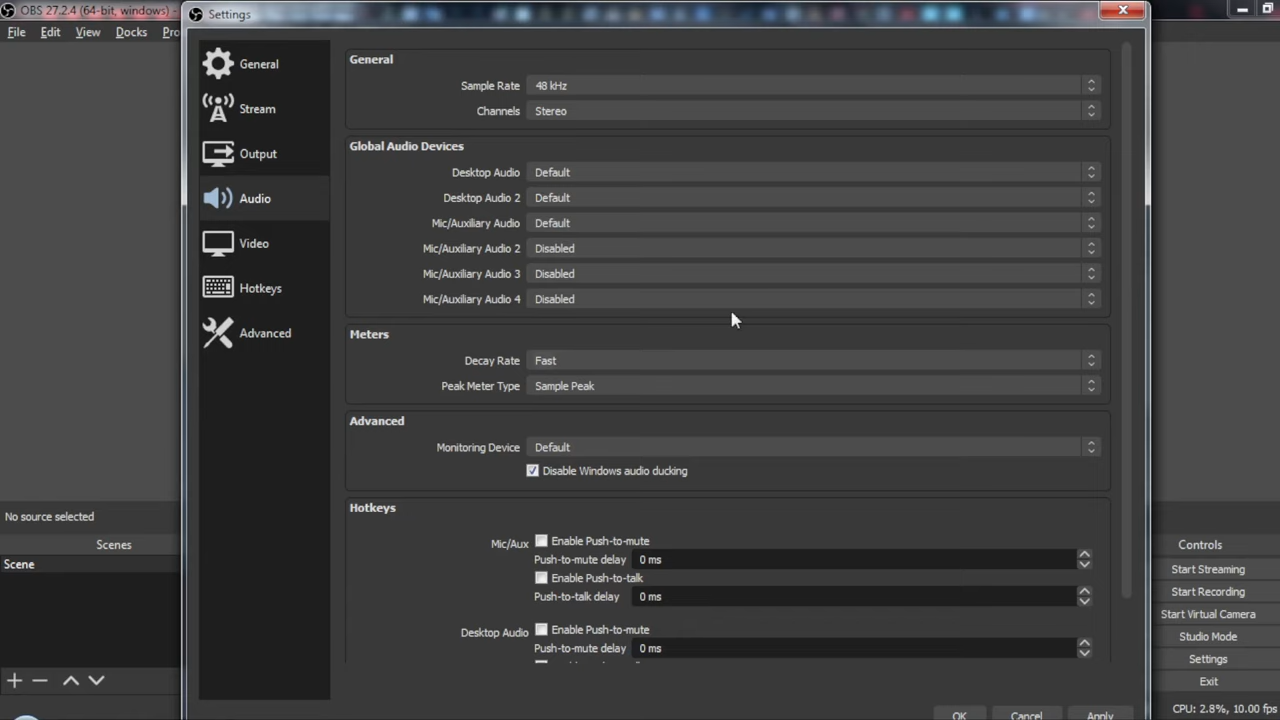 OBS 27.2.4 (64-bit, windows) -
Settings
File Edit View Docks Pro
General
Stream
Output
Audio
Video
Hotkeys
Advanced
General
Sample Rate 48 kHz
Channels Stereo
Global Audio Devices
Desktop Audio Default
Desktop Audio 2 Default
Mic/Auxiliary Audio Default
Mic/Auxiliary Audio 2 Disabled
Mic/Auxiliary Audio 3 Disabled
Mic/Auxiliary Audio 4 Disabled
Meters
Decay Rate Fast
Peak Meter Type Sample Peak
Advanced
Monitoring Device Default
Disable Windows audio ducking
Hotkeys
Mic/Aux Enable Push-to-mute
Push-to-mute delay 0 ms
Enable Push-to-talk
Push-to-talk delay 0 ms
Desktop Audio Enable Push-to-mute
Push-to-mute delay 0 ms
OK Cancel Apply
No source selected
Scenes
Scene
Controls
Start Streaming
Start Recording
Start Virtual Camera
Studio Mode
Settings
Exit
CPU: 2.8%, 10.00 fps